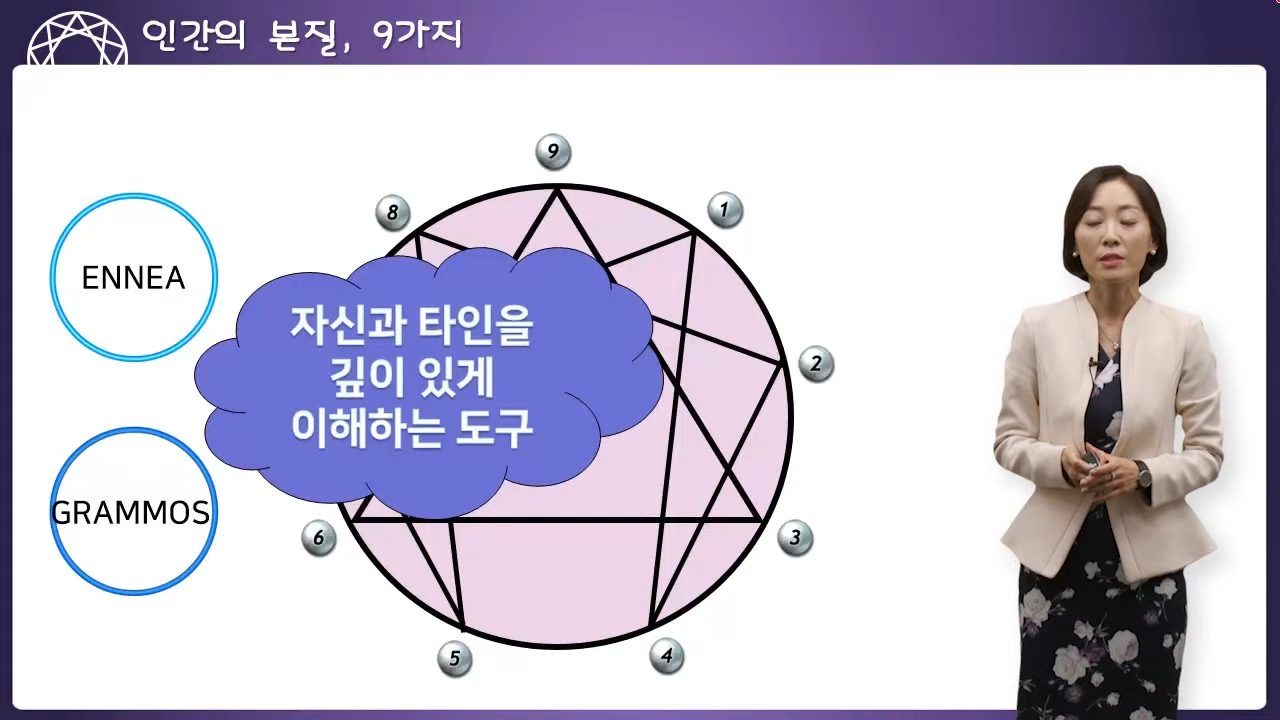 인간의 본질, 9가지
ENNEA
GRAMMOS
자신과 타인을
깊이 있게
이해하는 도구
9
1
2
3
4
5
6
8